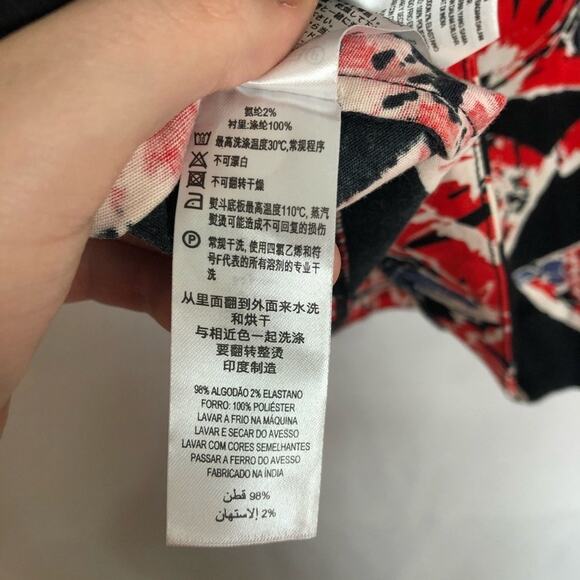 氨纶2%
衬里:涤纶100%
最高洗涤温度30℃,常规程序
不可漂白
不可翻转干燥
熨斗底板最高温度110℃, 蒸汽
熨烫可能造成不可回复的损伤
P
常规干洗, 使用四氯乙烯和符
号F代表的所有溶剂的专业干
洗
从里面翻到外面来水洗
和烘干
与相近色一起洗涤
要翻转整烫
印度制造
98% ALGODÃO 2% ELASTANO
FORRO: 100% POLIÉSTER
LAVAR A FRIO NA MÁQUINA
LAVAR E SECAR DO AVESSO
LAVAR COM CORES SEMELHANTES
PASSAR A FERRO DO AVESSO
FABRICADO NA ÍNDIA
98% قطن
2% إلاستهان